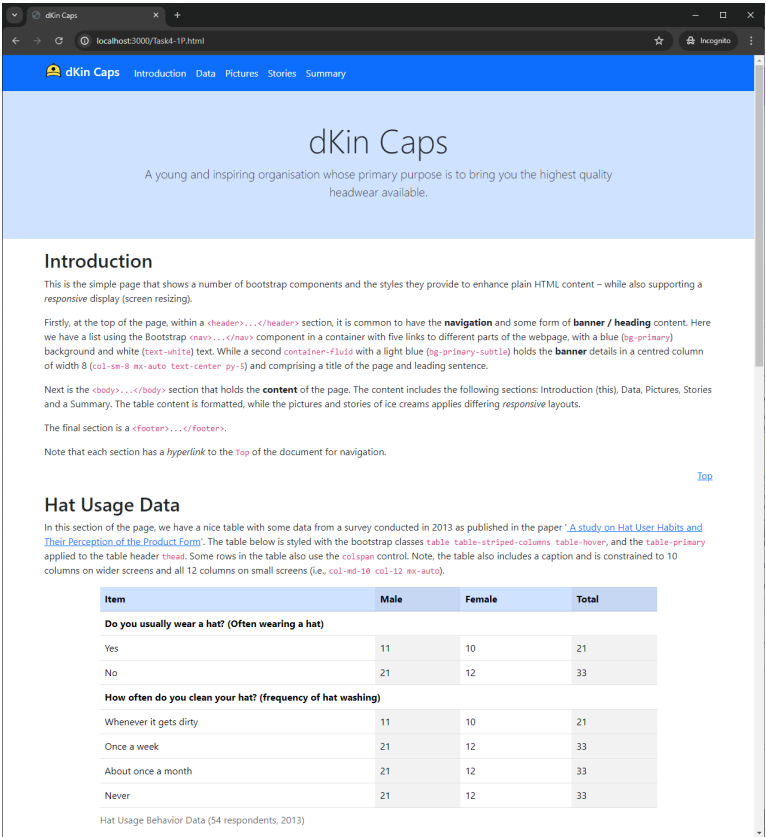 dKin Caps
localhost:3000/Task4-1P.html
Incognito
dKin Caps Introduction Data Pictures Stories Summary
dKin Caps
A young and inspiring organisation whose primary purpose is to bring you the highest quality
headwear available.
Introduction
This is the simple page that shows a number of bootstrap components and the styles they provide to enhance plain HTML content – while also supporting a
responsive display (screen resizing).
Firstly, at the top of the page, within a <header>...</header> section, it is common to have the navigation and some form of banner / heading content. Here
we have a list using the Bootstrap <nav>...</nav> component in a container with five links to different parts of the webpage, with a blue (bg-primary)
background and white (text-white) text. While a second container-fluid with a light blue (bg-primary-subtle) holds the banner details in a centred column
of width 8 (col-sm-8 mx-auto text-center py-5) and comprising a title of the page and leading sentence.
Next is the <body>...</body> section that holds the content of the page. The content includes the following sections: Introduction (this), Data, Pictures, Stories
and a Summary. The table content is formatted, while the pictures and stories of ice creams applies differing responsive layouts.
The final section is a <footer>...</footer>.
Note that each section has a hyperlink to the Top of the document for navigation.
Top
Hat Usage Data
In this section of the page, we have a nice table with some data from a survey conducted in 2013 as published in the paper ' A study on Hat User Habits and
Their Perception of the Product Form'. The table below is styled with the bootstrap classes table table-striped-columns table-hover, and the table-primary
applied to the table header thead. Some rows in the table also use the colspan control. Note, the table also includes a caption and is constrained to 10
columns on wider screens and all 12 columns on small screens (i.e., col-md-10 col-12 mx-auto).
Item Male Female Total
Do you usually wear a hat? (Often wearing a hat)
Yes 11 10 21
No 21 12 33
How often do you clean your hat? (frequency of hat washing)
Whenever it gets dirty 11 10 21
Once a week 21 12 33
About once a month 21 12 33
Never 21 12 33
Hat Usage Behavior Data (54 respondents, 2013)